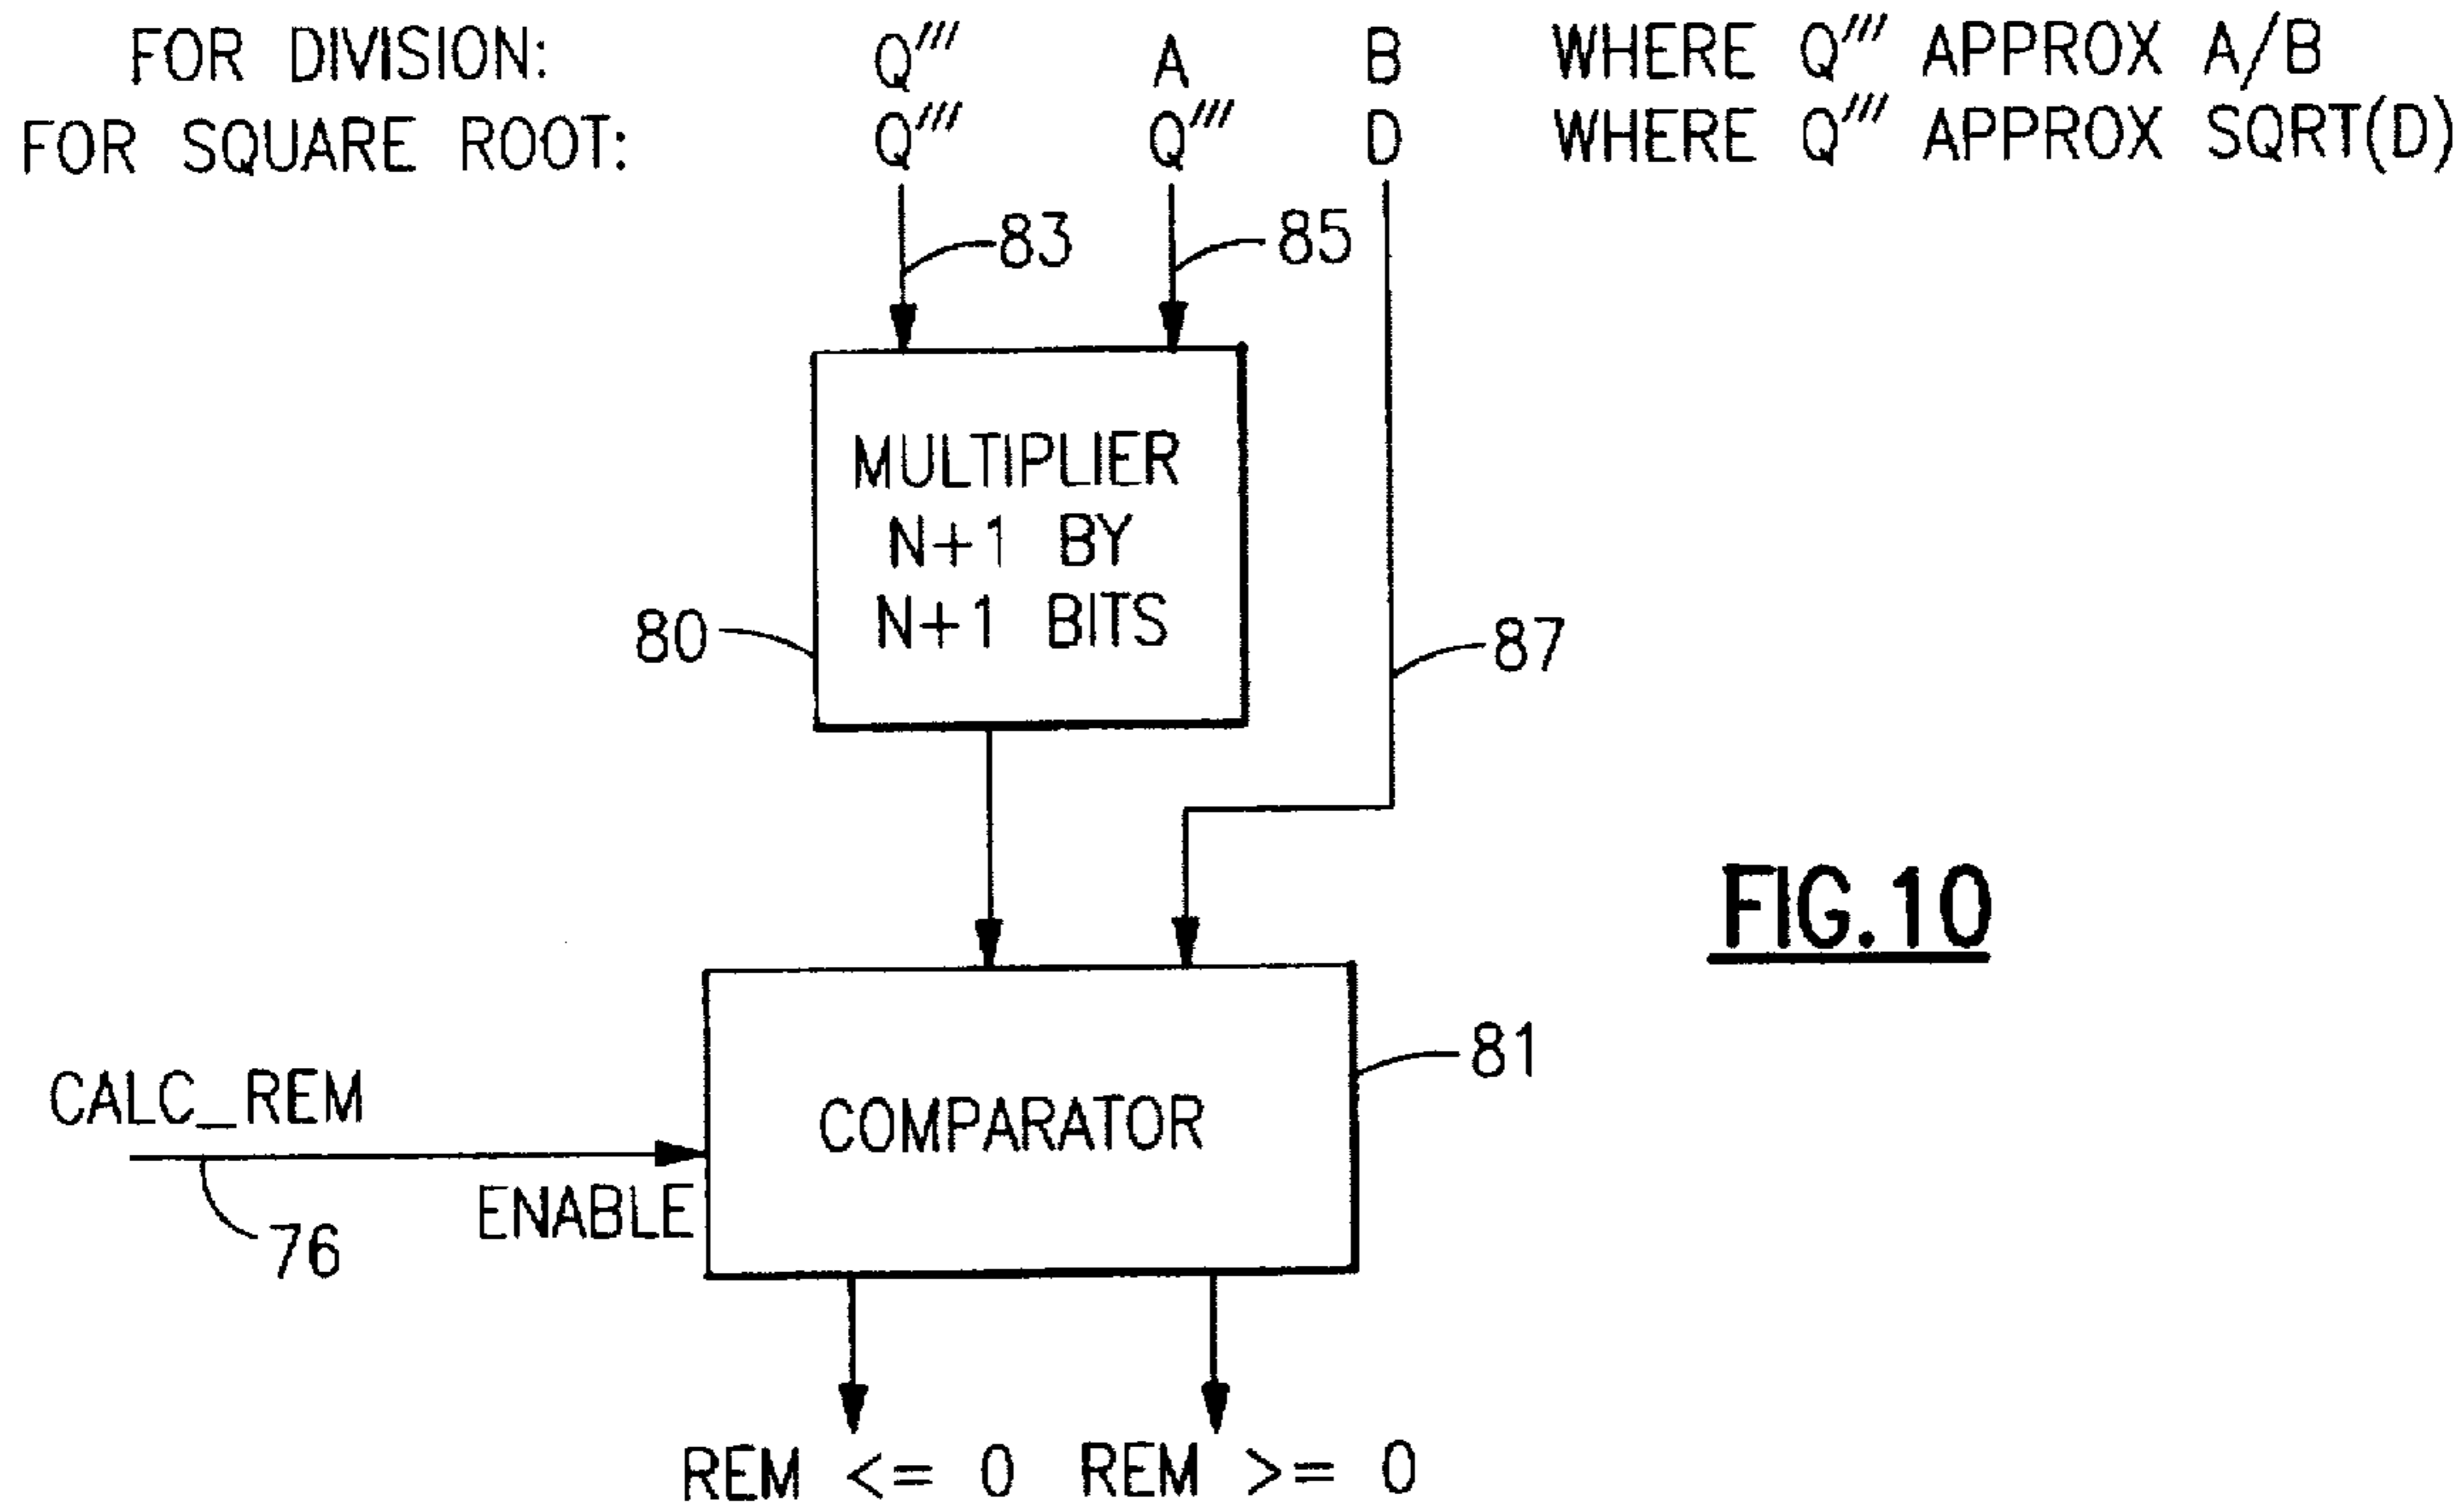 FOR DIVISION: Q''' A B WHERE Q''' APPROX A/B
FOR SQUARE ROOT: Q''' Q''' D WHERE Q''' APPROX SQRT(D)
83
85
MULTIPLIER
N+1 BY
N+1 BITS
80
87
FIG.10
81
CALC_REM
COMPARATOR
ENABLE
76
REM <= 0 REM >= 0